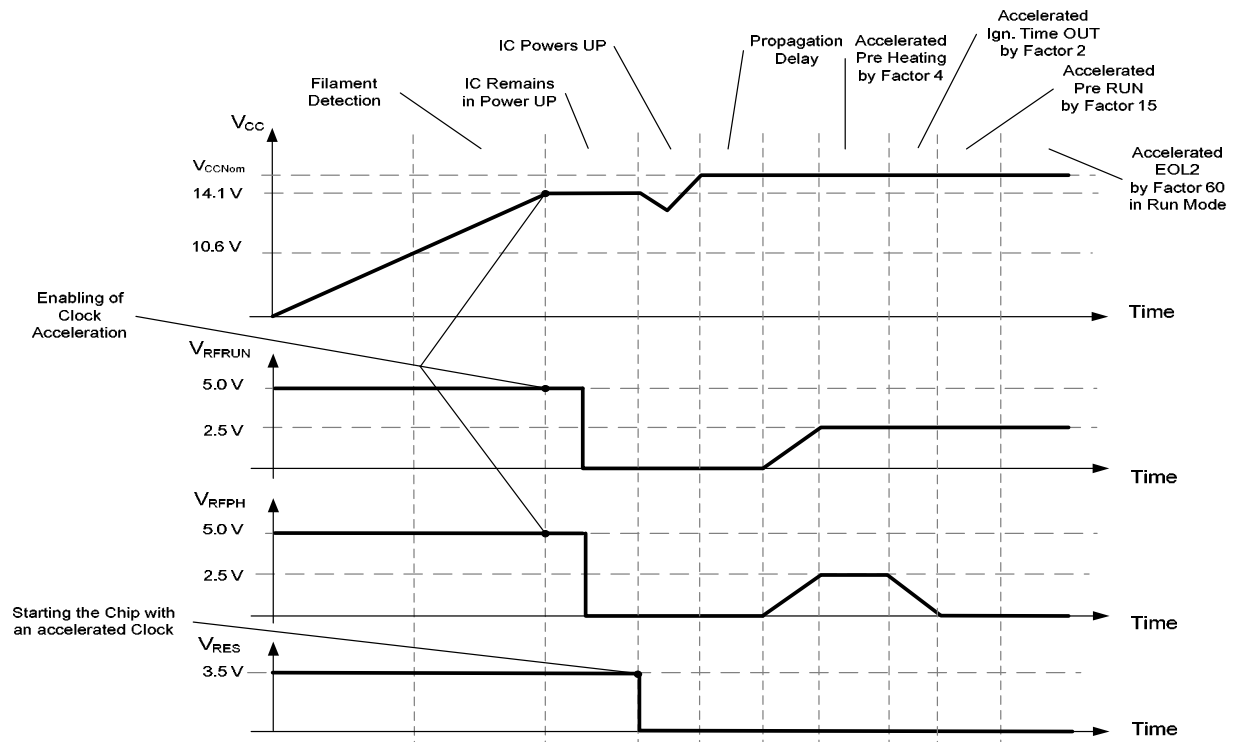 Accelerated
Ign. Time OUT
by Factor 2
IC Powers UP
Propagation
Delay
Accelerated
Pre Heating
by Factor 4
Filament
Detection
IC Remains
in Power UP
Accelerated
Pre RUN
by Factor 15
Accelerated
EOL2
by Factor 60
in Run Mode
VCC
VCCNom
14.1 V
10.6 V
Time
Enabling of
Clock
Acceleration
VRFRUN
5.0 V
2.5 V
Time
VRFPH
5.0 V
2.5 V
Time
Starting the Chip with
an accelerated Clock
VRES
3.5 V
Time